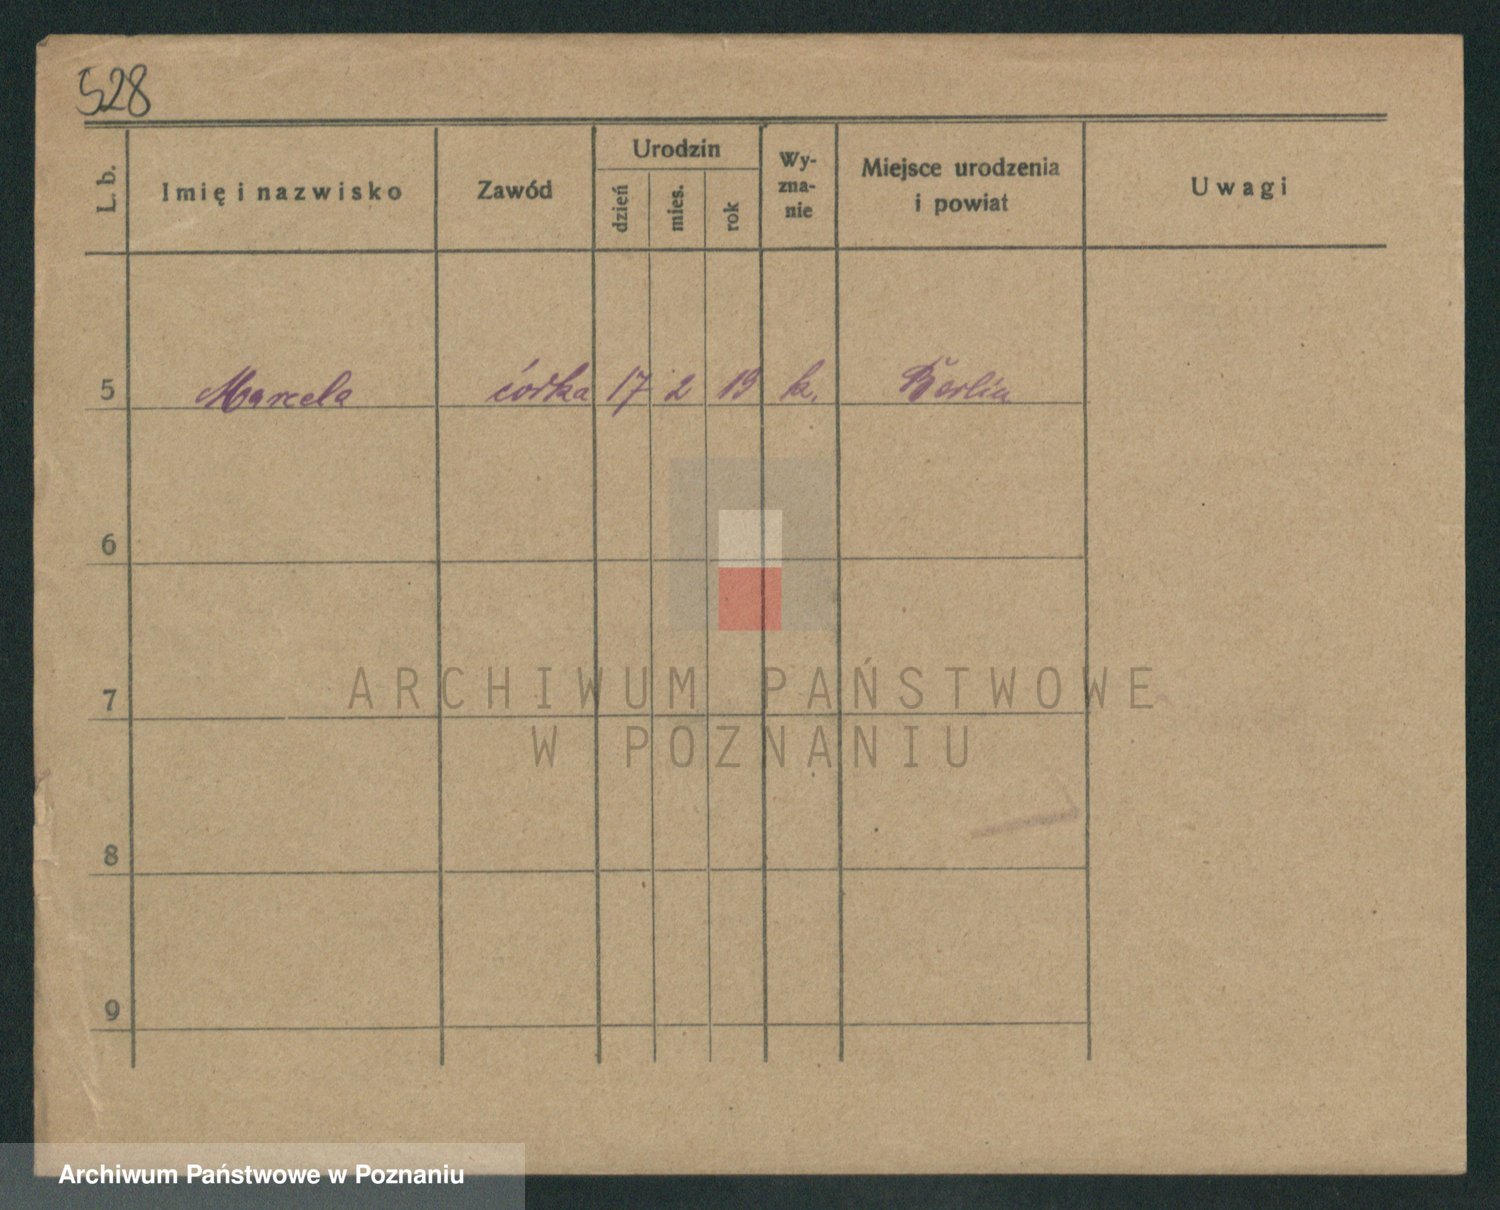 528
L. b.
Imię i nazwisko
Zawód
Urodzin
dzień
mies.
rok
Wy-
zna-
nie
Miejsce urodzenia
i powiat
Uwagi
5 Marcela córka 17 2 19 k. Berlin
6
7
8
9
ARCHIWUM PAŃSTWOWE
W POZNANIU
Archiwum Państwowe w Poznaniu